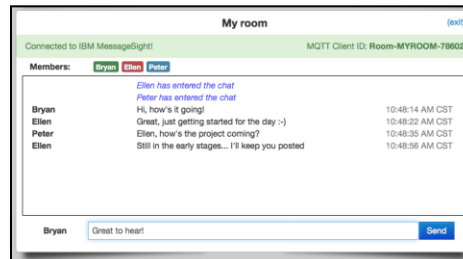 My room (exit
Connected to IBM MessageSight! MQTT Client ID: Room-MYROOM-78602
Members: Bryan Ellen Peter
Ellen has entered the chat
Peter has entered the chat
Bryan Hi, how's it going! 10:48:14 AM CST
Ellen Great, just getting started for the day :-) 10:48:22 AM CST
Peter Ellen, how's the project coming? 10:48:35 AM CST
Ellen Still in the early stages... I'll keep you posted 10:48:56 AM CST
Bryan Great to hear! Send